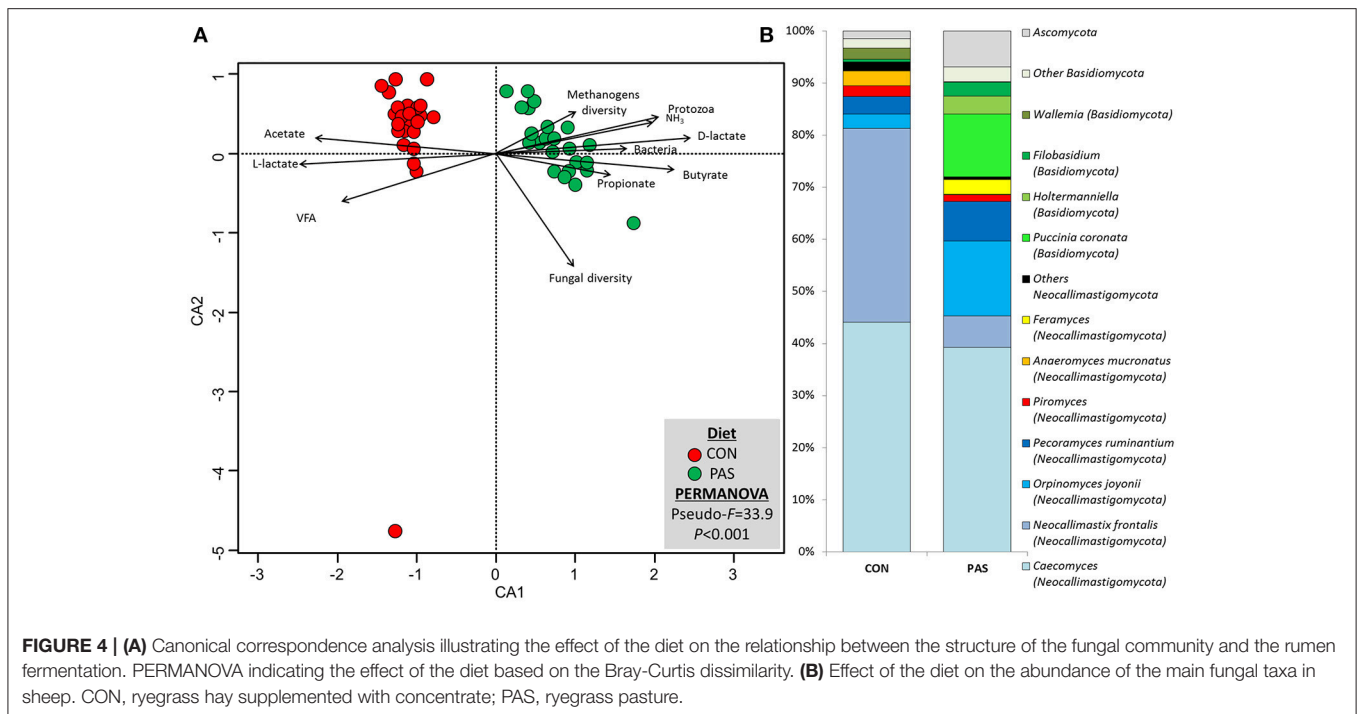 A
B
1
0
-1
-2
-3
-4
-5
CA2
-3
-2
-1
0
1
2
3
CA1
Acetate
L-lactate
VFA
Methanogens
diversity
Protozoa
NH₃
D-lactate
Bacteria
Butyrate
Propionate
Fungal diversity
Diet
CON
PAS
PERMANOVA
Pseudo-F=33.9
P<0.001
100%
90%
80%
70%
60%
50%
40%
30%
20%
10%
0%
CON
PAS
Ascomycota
Other Basidiomycota
Wallemia (Basidiomycota)
Filobasidium
(Basidiomycota)
Holtermanniella
(Basidiomycota)
Puccinia coronata
(Basidiomycota)
Others
Neocallimastigomycota
Feramyces
(Neocallimastigomycota)
Anaeromyces mucronatus
(Neocallimastigomycota)
Piromyces
(Neocallimastigomycota)
Pecoramyces ruminantium
(Neocallimastigomycota)
Orpinomyces joyonii
(Neocallimastigomycota)
Neocallimastix frontalis
(Neocallimastigomycota)
Caecomyces
(Neocallimastigomycota)
FIGURE 4 | (A) Canonical correspondence analysis illustrating the effect of the diet on the relationship between the structure of the fungal community and the rumen
fermentation. PERMANOVA indicating the effect of the diet based on the Bray-Curtis dissimilarity. (B) Effect of the diet on the abundance of the main fungal taxa in
sheep. CON, ryegrass hay supplemented with concentrate; PAS, ryegrass pasture.